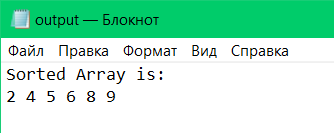 output — Блокнот
Файл Правка Формат Вид Справка
Sorted Array is:
2 4 5 6 8 9